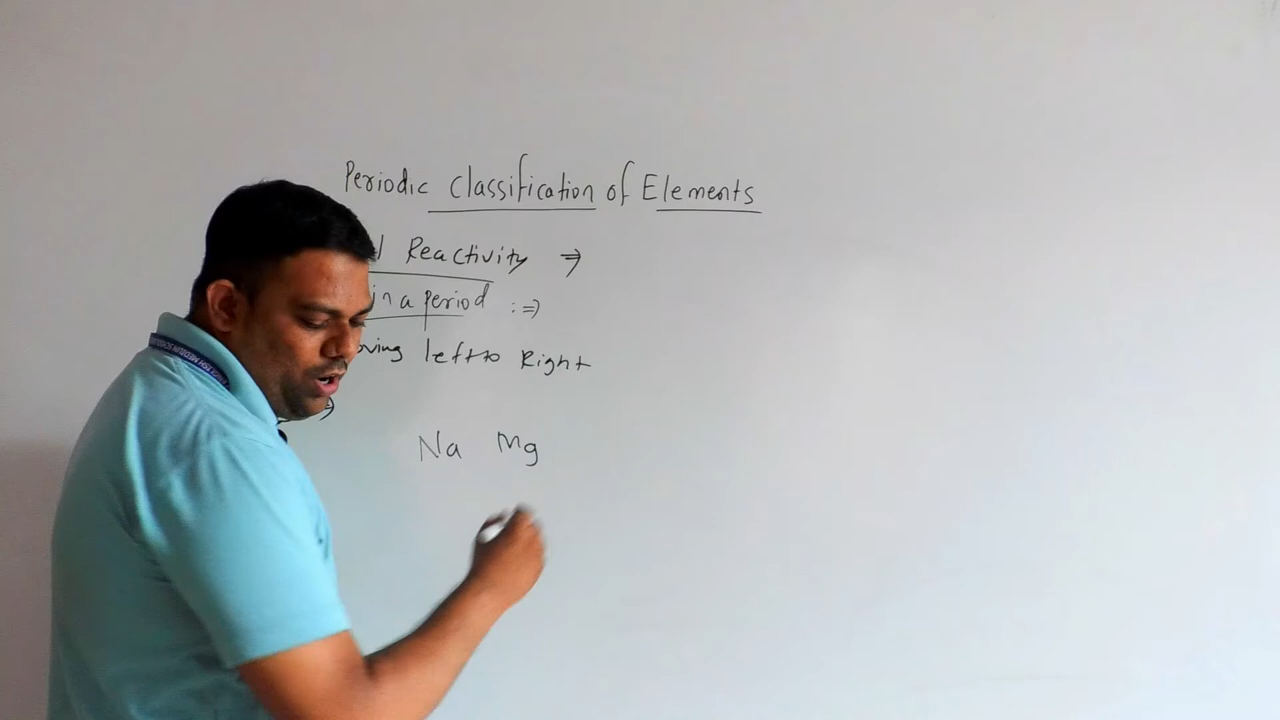 Periodic Classification of Elements
Reactivity ⇒
in a period :⇒
left to Right
Na Mg